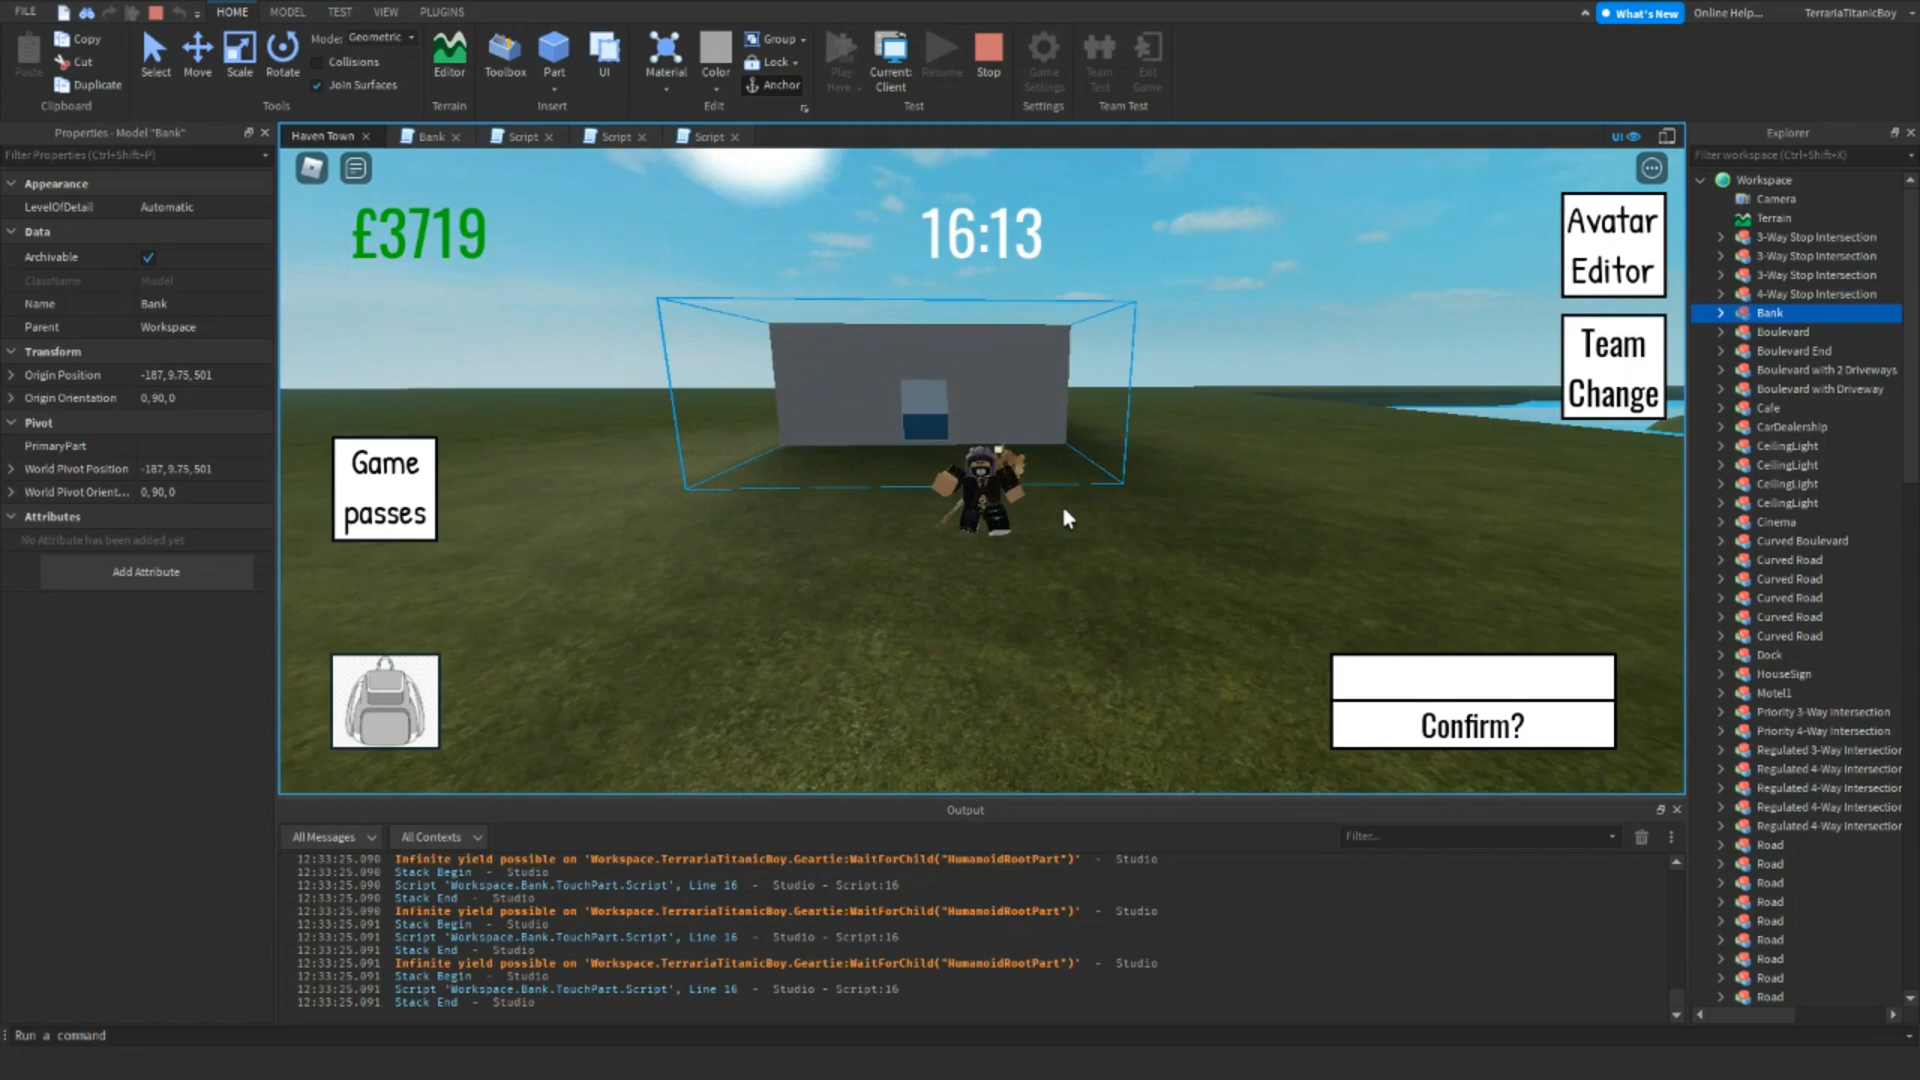 FILE
HOME
MODEL
TEST
VIEW
PLUGINS
What's New
Online Help...
TerrariaTitanicBoy
Paste
Copy
Cut
Duplicate
Clipboard
Select
Move
Scale
Rotate
Mode: Geometric
Collisions
Join Surfaces
Tools
Editor
Terrain
Toolbox
Part
UI
Insert
Material
Color
Group
Lock
Anchor
Edit
Play
Here
Current:
Client
Resume
Stop
Test
Game
Settings
Settings
Team
Test
Exit
Game
Team Test
Properties - Model "Bank"
Filter Properties (Ctrl+Shift+P)
Appearance
LevelOfDetail Automatic
Data
Archivable
ClassName Model
Name Bank
Parent Workspace
Transform
Origin Position -187, 9.75, 501
Origin Orientation 0, 90, 0
Pivot
PrimaryPart
World Pivot Position -187, 9.75, 501
World Pivot Orient... 0, 90, 0
Attributes
No Attribute has been added yet
Add Attribute
Haven Town
Bank
Script
Script
Script
UI
£3719
16:13
Avatar
Editor
Team
Change
Game
passes
Confirm?
Output
All Messages
All Contexts
Filter...
12:33:25.090 Infinite yield possible on 'Workspace.TerrariaTitanicBoy.Geartie:WaitForChild("HumanoidRootPart")' - Studio
12:33:25.090 Stack Begin - Studio
12:33:25.090 Script 'Workspace.Bank.TouchPart.Script', Line 16 - Studio - Script:16
12:33:25.090 Stack End - Studio
12:33:25.090 Infinite yield possible on 'Workspace.TerrariaTitanicBoy.Geartie:WaitForChild("HumanoidRootPart")' - Studio
12:33:25.091 Stack Begin - Studio
12:33:25.091 Script 'Workspace.Bank.TouchPart.Script', Line 16 - Studio - Script:16
12:33:25.091 Stack End - Studio
12:33:25.091 Infinite yield possible on 'Workspace.TerrariaTitanicBoy.Geartie:WaitForChild("HumanoidRootPart")' - Studio
12:33:25.091 Stack Begin - Studio
12:33:25.091 Script 'Workspace.Bank.TouchPart.Script', Line 16 - Studio - Script:16
12:33:25.091 Stack End - Studio
Run a command
Explorer
Filter workspace (Ctrl+Shift+X)
Workspace
Camera
Terrain
3-Way Stop Intersection
3-Way Stop Intersection
3-Way Stop Intersection
4-Way Stop Intersection
Bank
Boulevard
Boulevard End
Boulevard with 2 Driveways
Boulevard with Driveway
Cafe
CarDealership
CeilingLight
CeilingLight
CeilingLight
CeilingLight
Cinema
Curved Boulevard
Curved Road
Curved Road
Curved Road
Curved Road
Curved Road
Dock
HouseSign
Motel1
Priority 3-Way Intersection
Priority 4-Way Intersection
Regulated 3-Way Intersection
Regulated 4-Way Intersection
Regulated 4-Way Intersection
Regulated 4-Way Intersection
Regulated 4-Way Intersection
Road
Road
Road
Road
Road
Road
Road
Road
Road